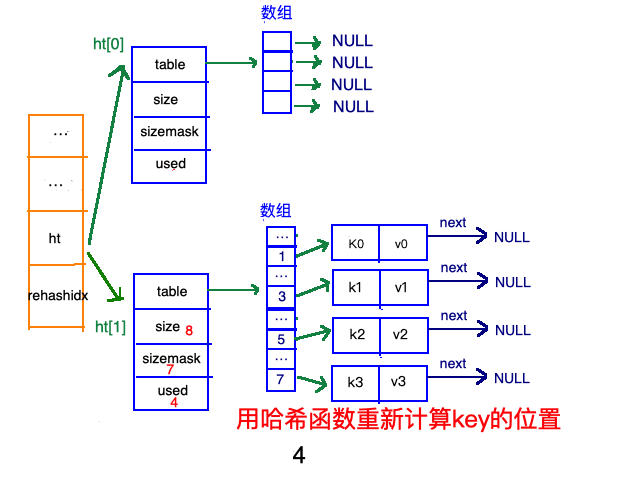 数组
ht[0]
NULL
table
NULL
size
NULL
sizemask
NULL
used
...
...
ht
rehashidx
数组
...
1
K0
v0
next
NULL
...
3
k1
v1
next
NULL
...
5
k2
v2
next
NULL
...
7
k3
v3
next
NULL
table
ht[1]
size 8
sizemask
7
used
4
用哈希函数重新计算key的位置
4